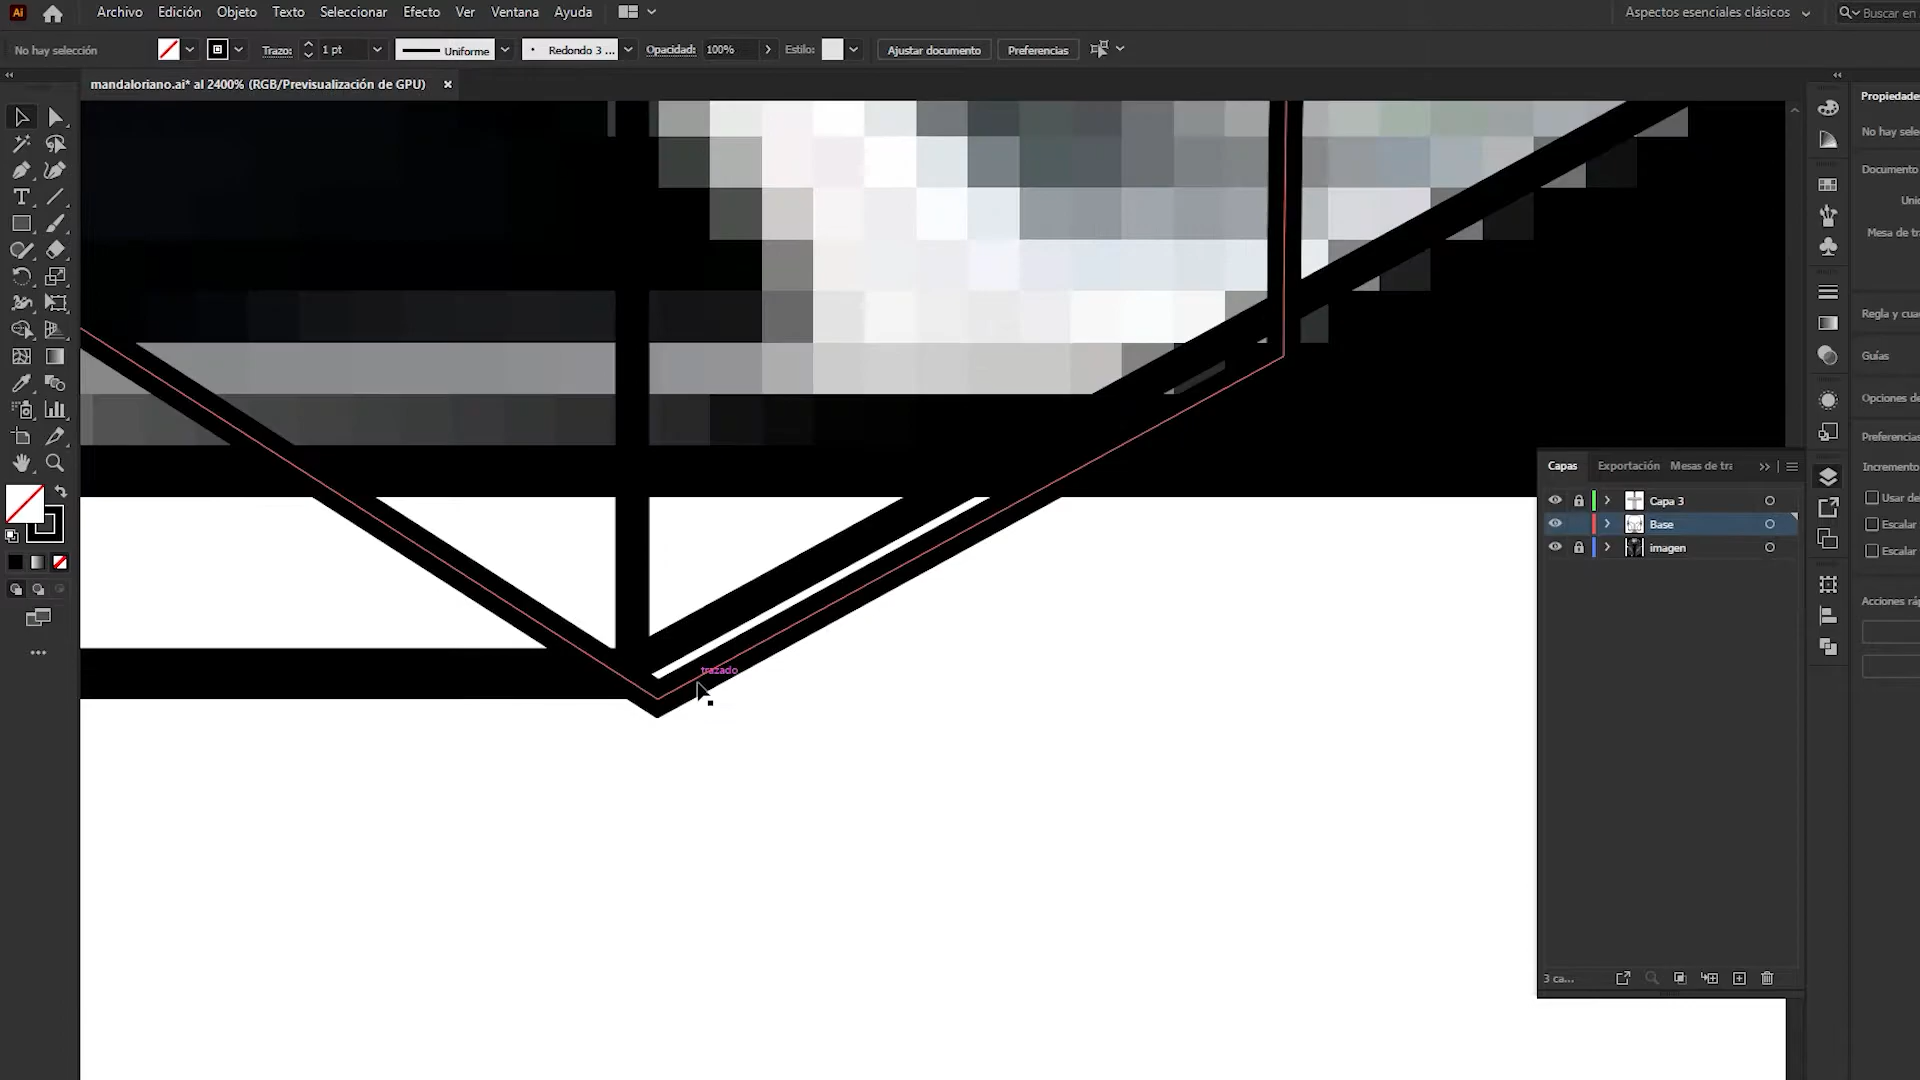 Ai Archivo Edición Objeto Texto Seleccionar Efecto Ver Ventana Ayuda Aspectos esenciales clásicos Buscar en
No hay selección Trazo: 1 pt Uniforme Redondo 3 ... Opacidad: 100% Estilo: Ajustar documento Preferencias
mandaloriano.ai* al 2400% (RGB/Previsualización de GPU) ×
Propiedades
No hay sele
Documento
Unid
Mesa de tr
Regla y cua
Guías
Opciones de
Preferencias
Incremento
Usar de
Escalar
Escalar
Acciones ráp
Capas Exportación Mesas de tra
Capa 3
Base
imagen
3 ca...
trazado